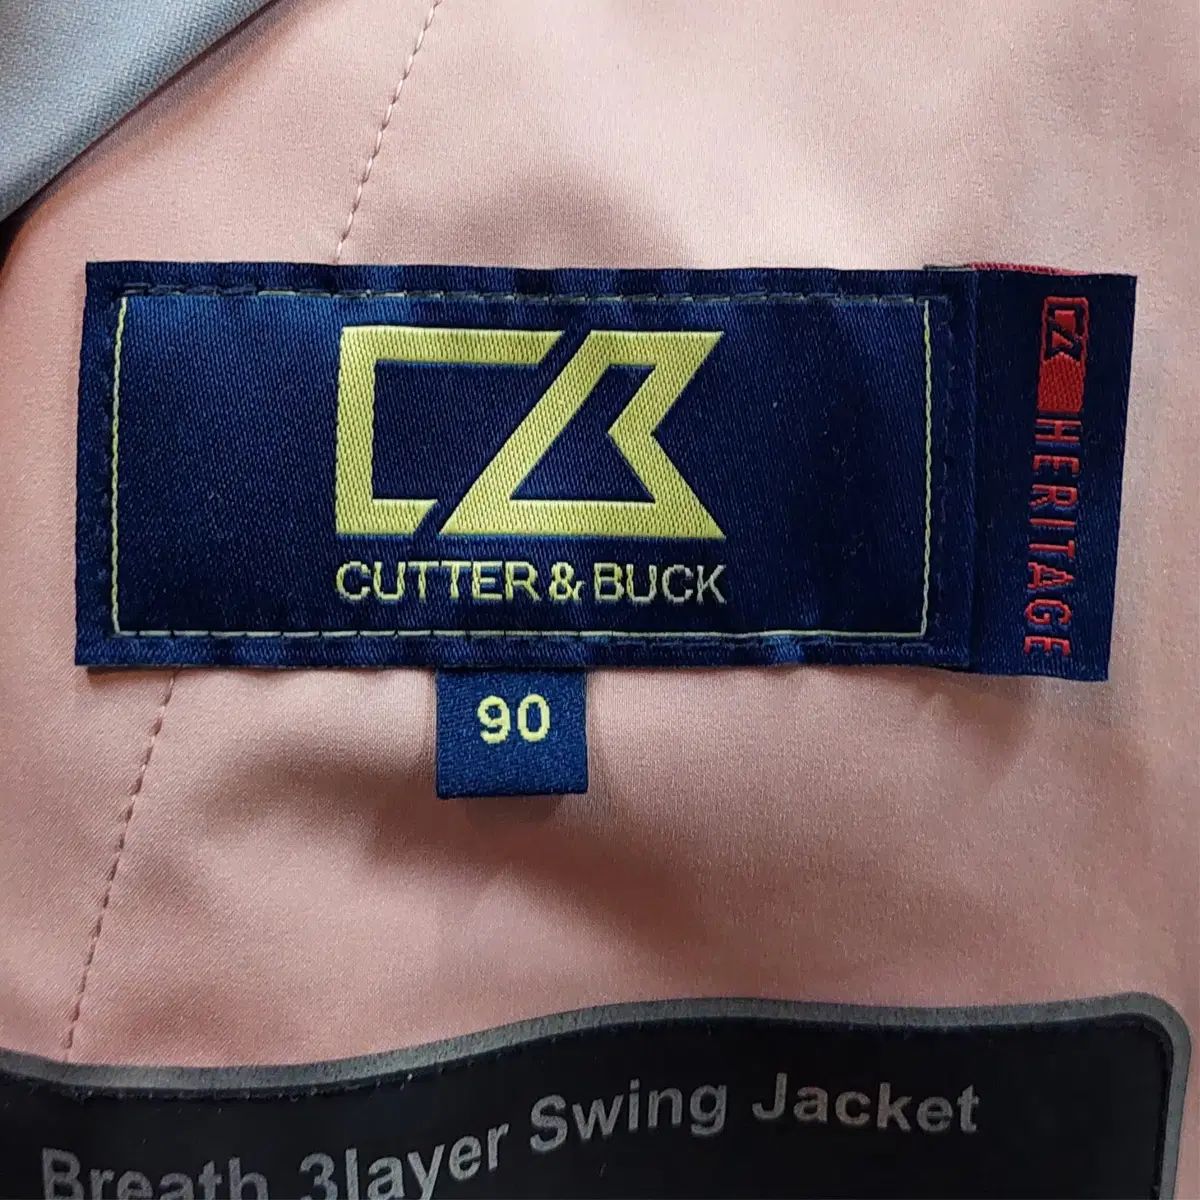 CB
CUTTER & BUCK
HERITAGE
90
Breath 3layer Swing Jacket